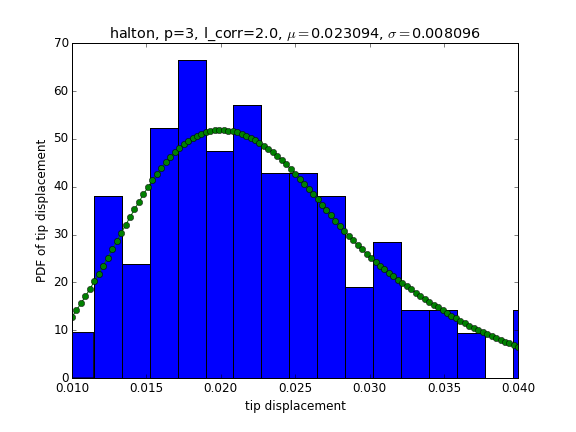 halton, p=3, l_corr=2.0, μ=0.023094, σ=0.008096
70
60
50
40
30
20
10
0
PDF of tip displacement
0.010 0.015 0.020 0.025 0.030 0.035 0.040
tip displacement